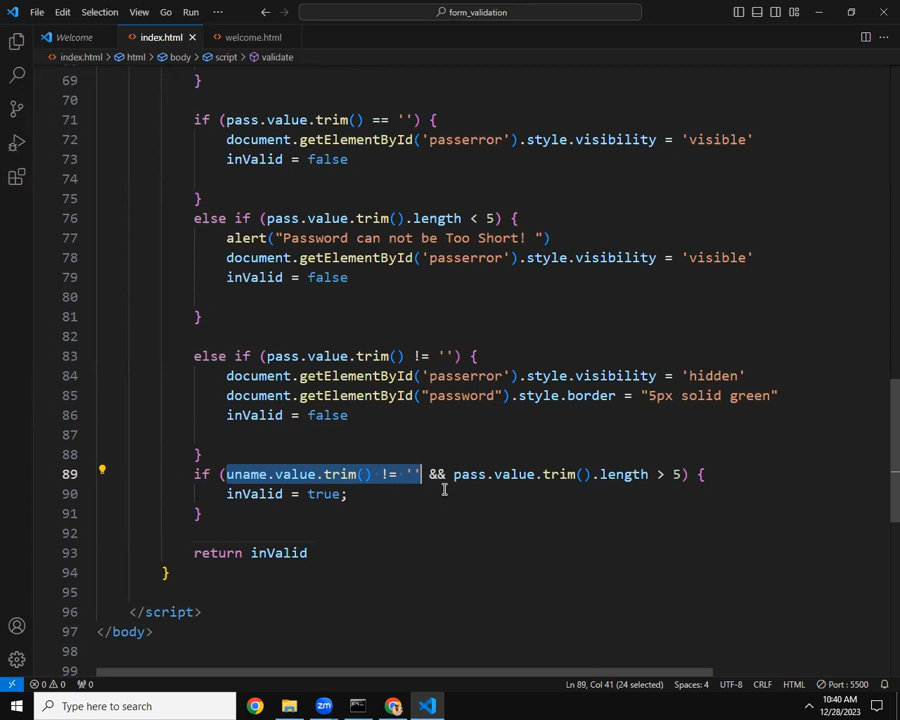 File Edit Selection View Go Run ··· form_validation
Welcome index.html welcome.html
index.html > html > body > script > validate
69 }
70
71 if (pass.value.trim() == '') {
72 document.getElementById('passerror').style.visibility = 'visible'
73 inValid = false
74
75 }
76 else if (pass.value.trim().length < 5) {
77 alert("Password can not be Too Short! ")
78 document.getElementById('passerror').style.visibility = 'visible'
79 inValid = false
80
81 }
82
83 else if (pass.value.trim() != '') {
84 document.getElementById('passerror').style.visibility = 'hidden'
85 document.getElementById("password").style.border = "5px solid green"
86 inValid = false
87
88 }
89 if (uname.value.trim() != '' && pass.value.trim().length > 5) {
90 inValid = true;
91 }
92
93 return inValid
94 }
95
96 </script>
97 </body>
98
99
0 0 0 Ln 89, Col 41 (24 selected) Spaces: 4 UTF-8 CRLF HTML Port : 5500
Type here to search 10:40 AM
12/28/2023